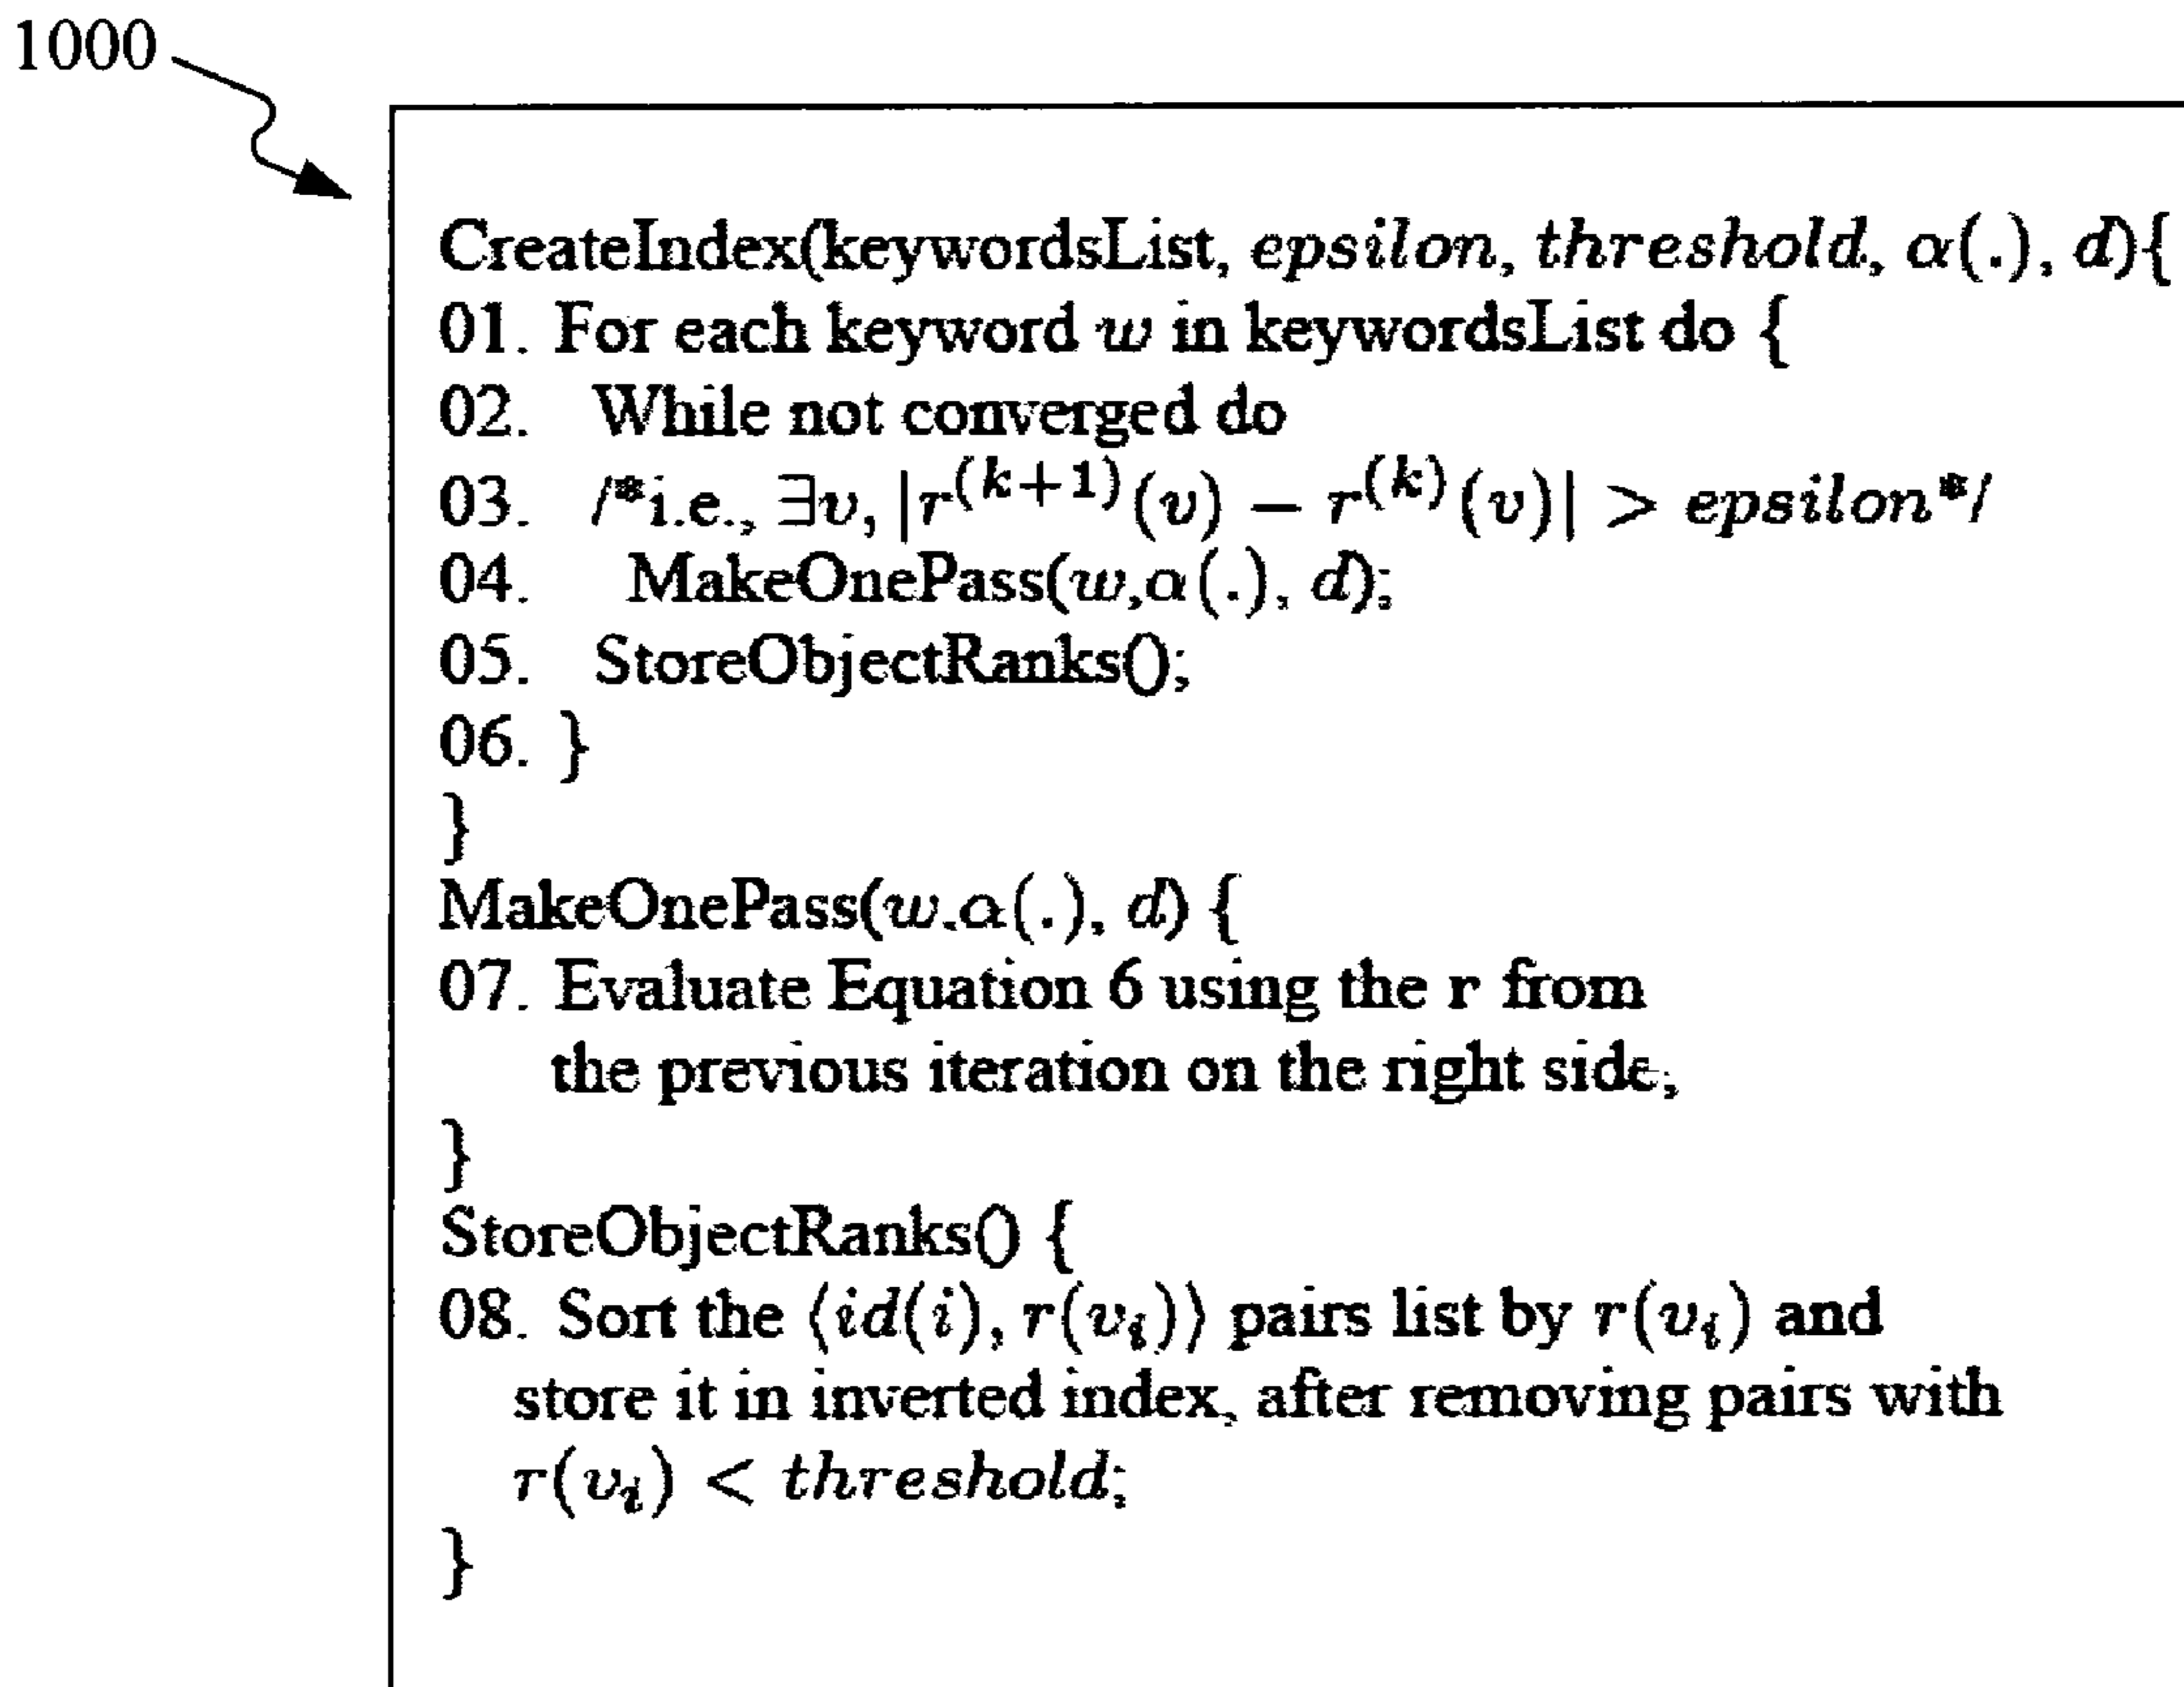 1000
CreateIndex(keywordsList, epsilon, threshold, α(.), d){
01. For each keyword w in keywordsList do {
02. While not converged do
03. /*i.e., ∃v, |r^(k+1)(v) − r^(k)(v)| > epsilon*/
04. MakeOnePass(w,α(.), d);
05. StoreObjectRanks();
06. }
}
MakeOnePass(w,α(.), d) {
07. Evaluate Equation 6 using the r from
the previous iteration on the right side;
}
StoreObjectRanks() {
08. Sort the ⟨id(i), r(v_i)⟩ pairs list by r(v_i) and
store it in inverted index, after removing pairs with
r(v_i) < threshold;
}